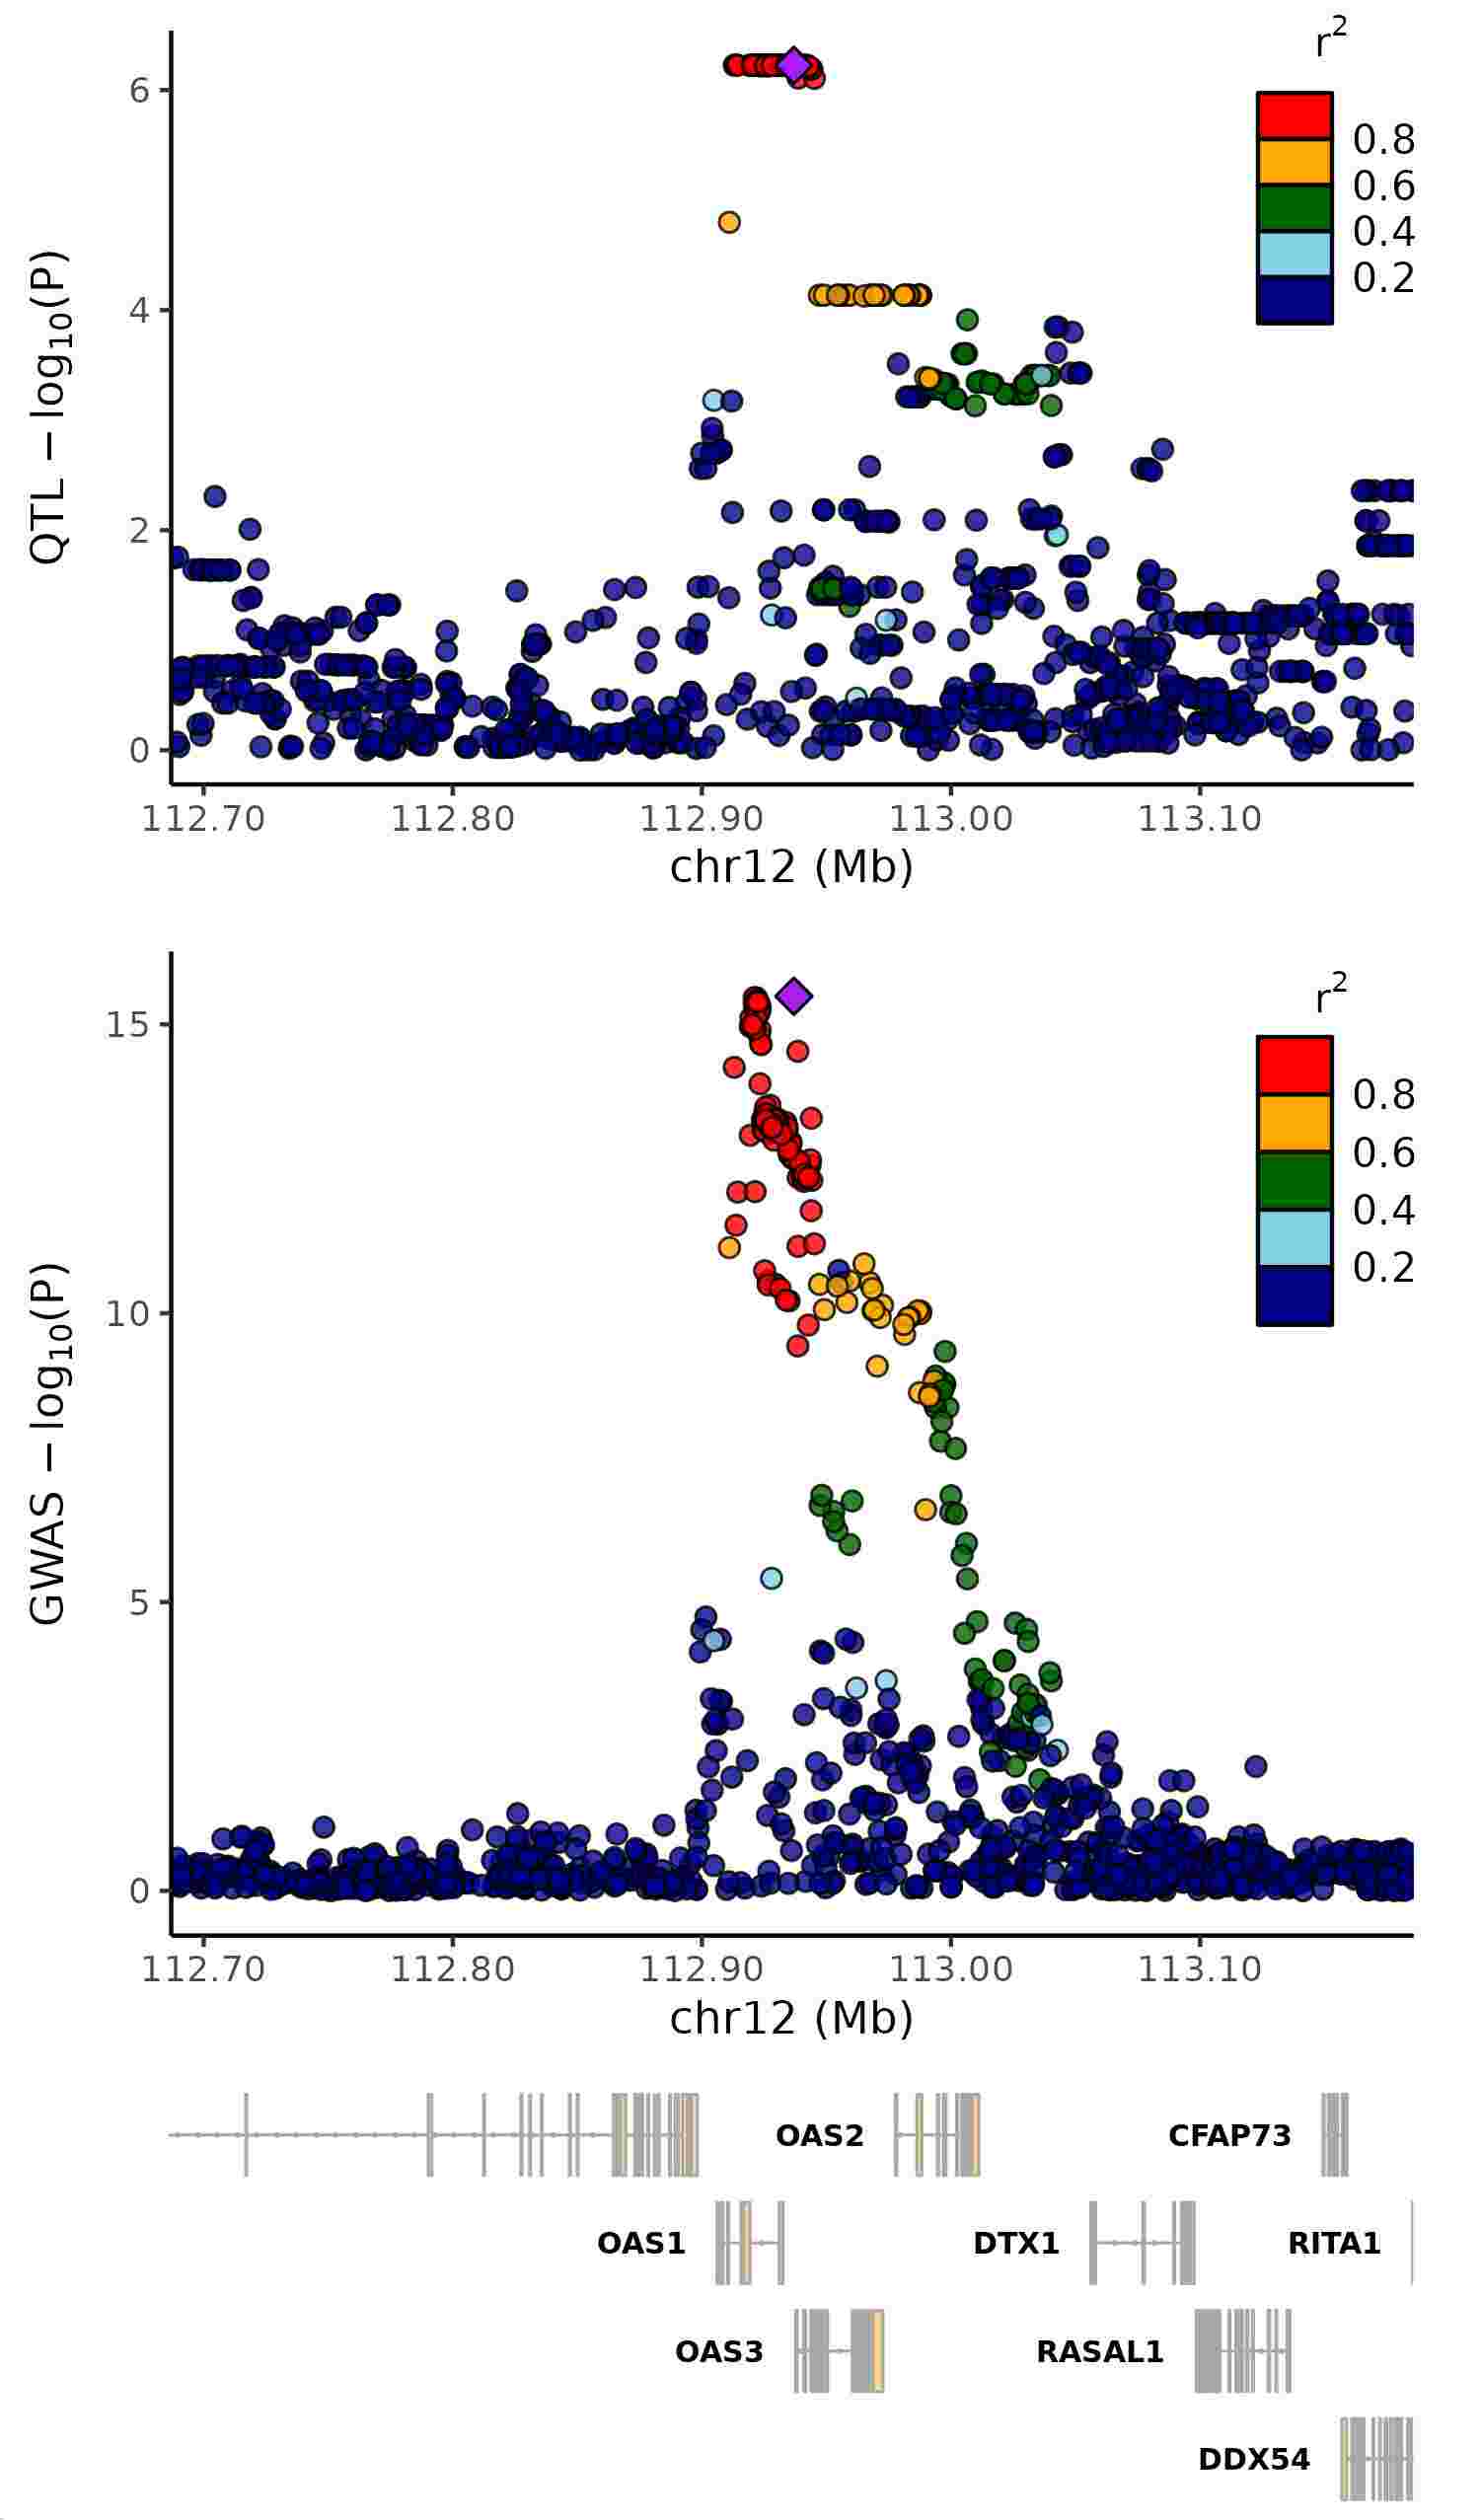 r²
6
4
2
0
QTL −log₁₀(P)
0.8
0.6
0.4
0.2
112.70 112.80 112.90 113.00 113.10
chr12 (Mb)
r²
15
10
5
0
GWAS −log₁₀(P)
0.8
0.6
0.4
0.2
112.70 112.80 112.90 113.00 113.10
chr12 (Mb)
OAS2 CFAP73
OAS1 DTX1 RITA1
OAS3 RASAL1
DDX54